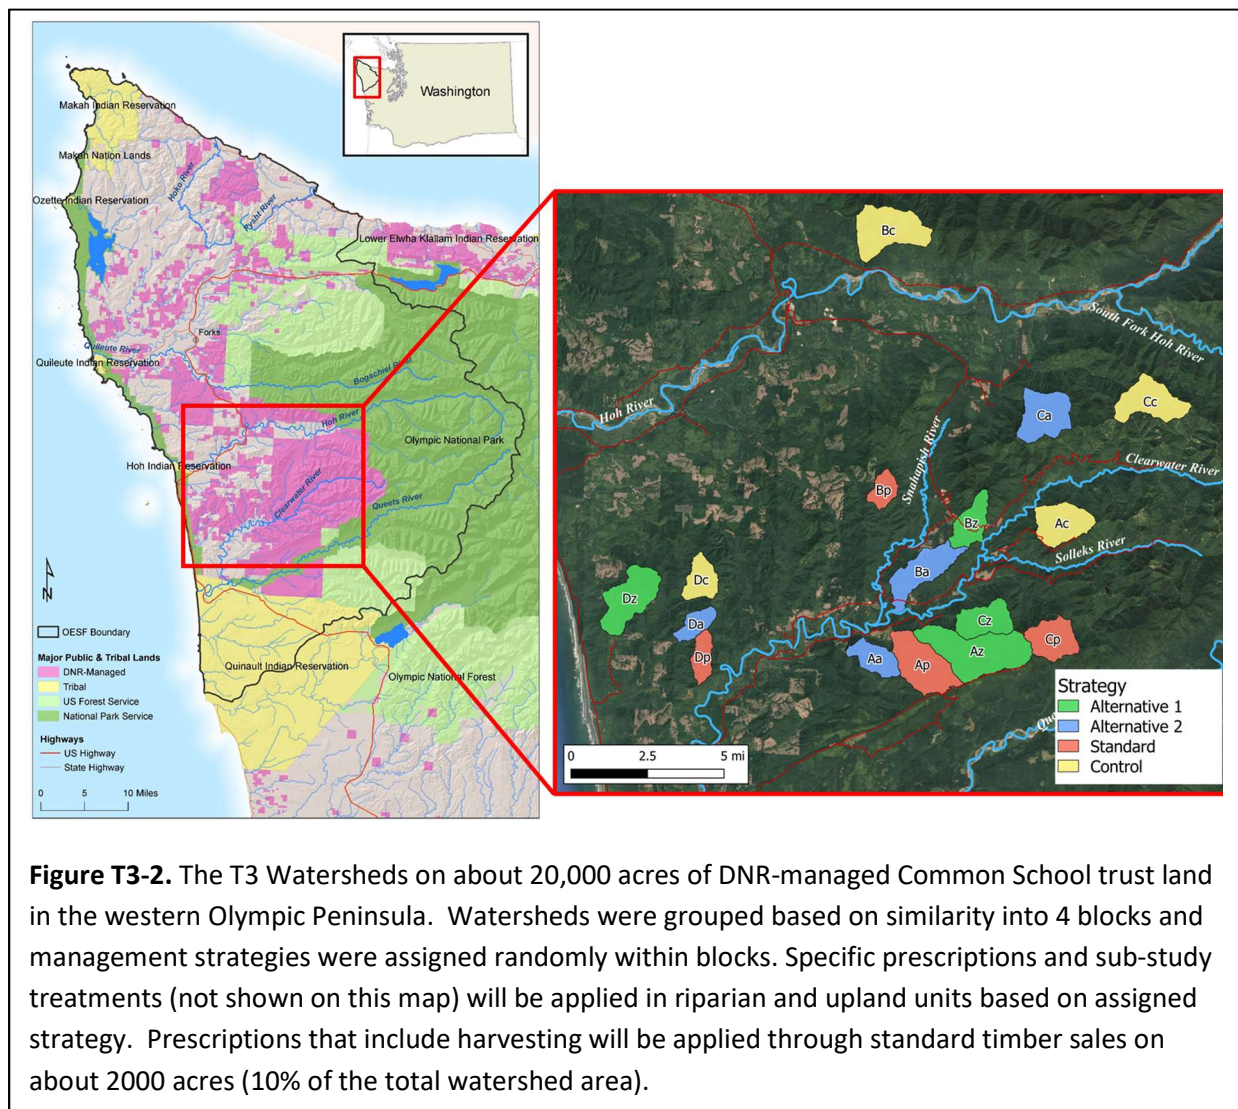 Washington
Makah Indian Reservation
Makah Nation Lands
Ozette Indian Reservation
Hoko River
Pysht River
Lower Elwha Klallam Indian Reservation
Forks
Quileute River
Quileute Indian Reservation
Bogachiel River
Hoh River
Olympic National Park
Hoh Indian Reservation
Clearwater River
Queets River
Quinault Indian Reservation
Olympic National Forest
N
OESF Boundary
Major Public & Tribal Lands
DNR-Managed
Tribal
US Forest Service
National Park Service
Highways
US Highway
State Highway
0 5 10 Miles
Bc
South Fork Hoh River
Hoh River
Ca
Cc
Snahapish River
Clearwater River
Bp
Bz
Ac
Solleks River
Ba
Dc
Dz
Da
Dp
Cz
Cp
Aa
Ap
Az
Strategy
Alternative 1
Alternative 2
Standard
Control
0 2.5 5 mi
Figure T3-2. The T3 Watersheds on about 20,000 acres of DNR-managed Common School trust land
in the western Olympic Peninsula.  Watersheds were grouped based on similarity into 4 blocks and
management strategies were assigned randomly within blocks. Specific prescriptions and sub-study
treatments (not shown on this map) will be applied in riparian and upland units based on assigned
strategy.  Prescriptions that include harvesting will be applied through standard timber sales on
about 2000 acres (10% of the total watershed area).